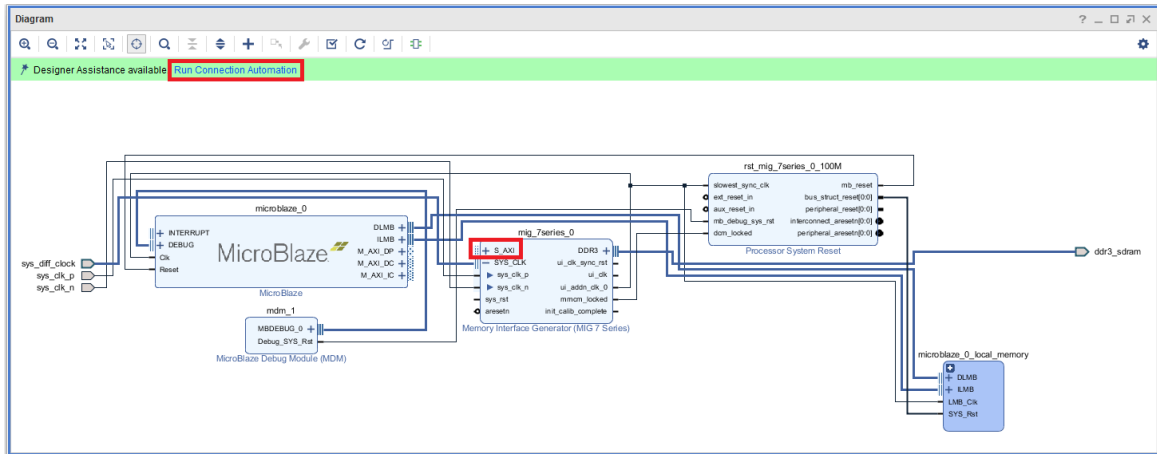 Diagram
Designer Assistance available Run Connection Automation
rst_mig_7series_0_100M
slowest_sync_clk
ext_reset_in
aux_reset_in
mb_debug_sys_rst
dcm_locked
mb_reset
bus_struct_reset[0:0]
peripheral_reset[0:0]
interconnect_aresetn[0:0]
peripheral_aresetn[0:0]
Processor System Reset
microblaze_0
INTERRUPT
DEBUG
Clk
Reset
MicroBlaze
DLMB
ILMB
M_AXI_DP
M_AXI_DC
M_AXI_IC
MicroBlaze
sys_diff_clock
sys_clk_p
sys_clk_n
mig_7series_0
S_AXI
SYS_CLK
sys_clk_p
sys_clk_n
sys_rst
aresetn
DDR3
ui_clk_sync_rst
ui_clk
ui_addn_clk_0
mmcm_locked
init_calib_complete
Memory Interface Generator (MIG 7 Series)
ddr3_sdram
mdm_1
MBDEBUG_0
Debug_SYS_Rst
MicroBlaze Debug Module (MDM)
microblaze_0_local_memory
DLMB
ILMB
LMB_Clk
SYS_Rst